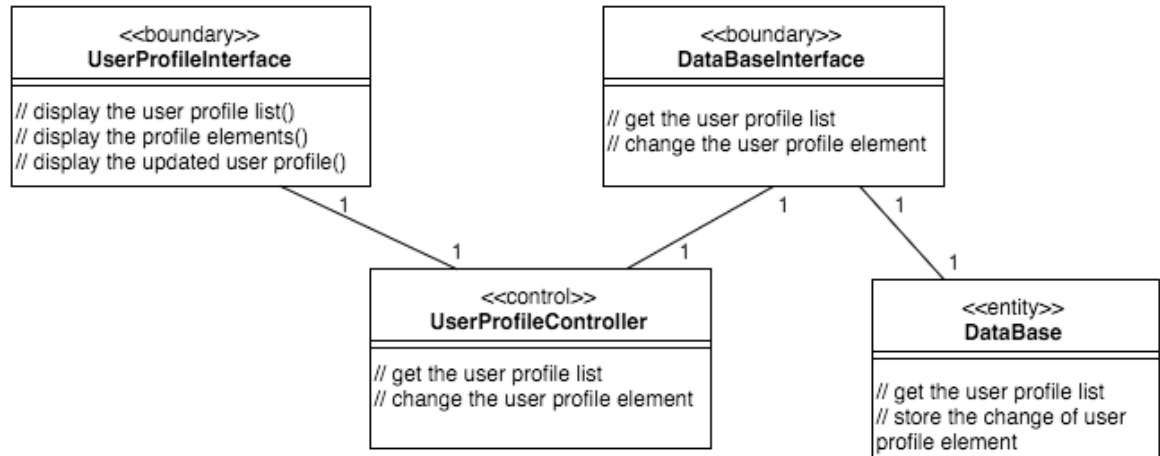 <<boundary>>
UserProfileInterface
// display the user profile list()
// display the profile elements()
// display the updated user profile()
<<boundary>>
DataBaseInterface
// get the user profile list
// change the user profile element
1
1
1
1
1
1
<<control>>
UserProfileController
// get the user profile list
// change the user profile element
<<entity>>
DataBase
// get the user profile list
// store the change of user
profile element